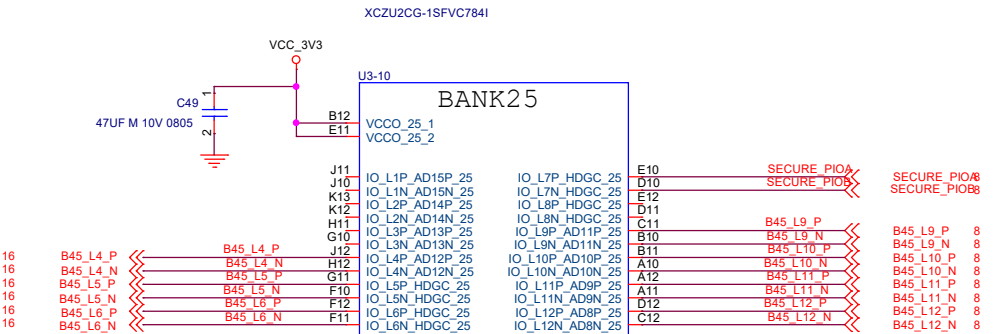 XCZU2CG-1SFVC784I
VCC_3V3
U3-10
BANK25
C49
1
47UF M 10V 0805
2
B12 VCCO_25_1
E11 VCCO_25_2
J11 IO_L1P_AD15P_25 IO_L7P_HDGC_25 E10 SECURE_PIOA SECURE_PIOA 8
J10 IO_L1N_AD15N_25 IO_L7N_HDGC_25 D10 SECURE_PIOB SECURE_PIOB 8
K13 IO_L2P_AD14P_25 IO_L8P_HDGC_25 E12
K12 IO_L2N_AD14N_25 IO_L8N_HDGC_25 D11
H11 IO_L3P_AD13P_25 IO_L9P_AD11P_25 C11 B45_L9_P B45_L9_P 8
G10 IO_L3N_AD13N_25 IO_L9N_AD11N_25 B10 B45_L9_N B45_L9_N 8
16 B45_L4_P B45_L4_P J12 IO_L4P_AD12P_25 IO_L10P_AD10P_25 B11 B45_L10_P B45_L10_P 8
16 B45_L4_N B45_L4_N H12 IO_L4N_AD12N_25 IO_L10N_AD10N_25 A10 B45_L10_N B45_L10_N 8
16 B45_L5_P B45_L5_P G11 IO_L5P_HDGC_25 IO_L11P_AD9P_25 A12 B45_L11_P B45_L11_P 8
16 B45_L5_N B45_L5_N F10 IO_L5N_HDGC_25 IO_L11N_AD9N_25 A11 B45_L11_N B45_L11_N 8
16 B45_L6_P B45_L6_P F12 IO_L6P_HDGC_25 IO_L12P_AD8P_25 D12 B45_L12_P B45_L12_P 8
16 B45_L6_N B45_L6_N F11 IO_L6N_HDGC_25 IO_L12N_AD8N_25 C12 B45_L12_N B45_L12_N 8